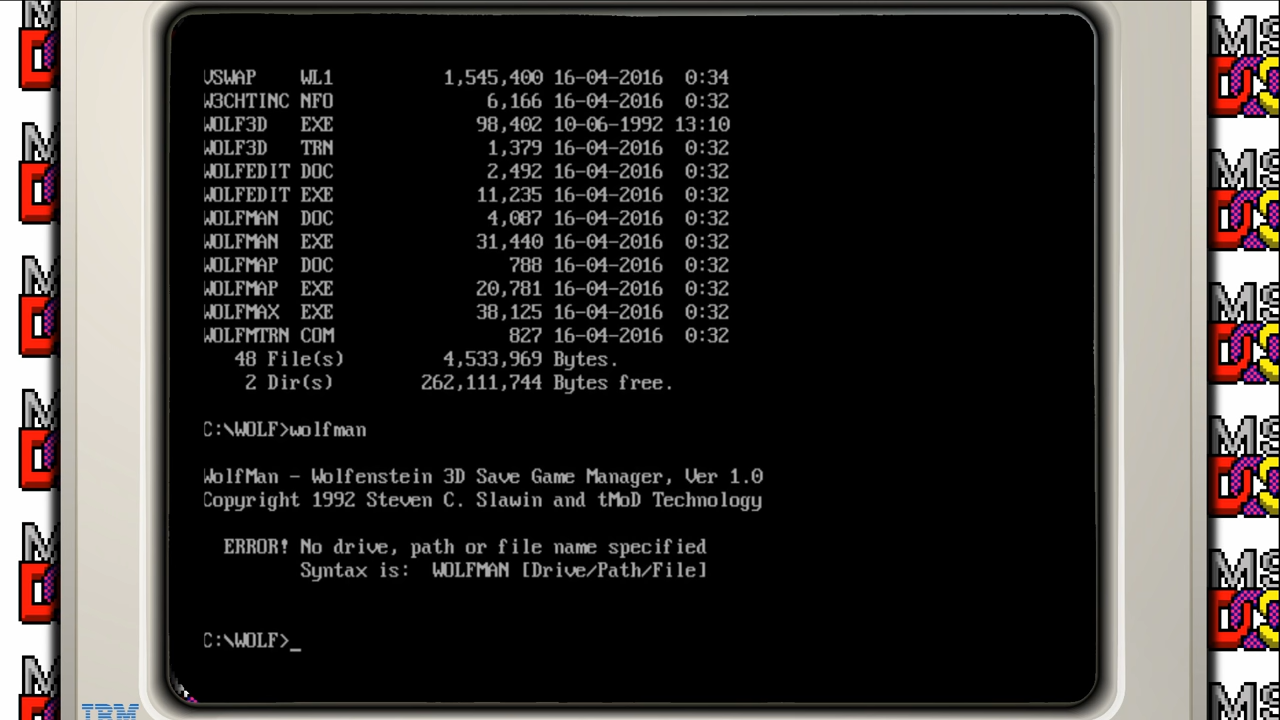 VSWAP    WL1          1,545,400 16-04-2016  0:34
W3CHTINC NFO              6,166 16-04-2016  0:32
WOLF3D   EXE             98,402 10-06-1992 13:10
WOLF3D   TRN              1,379 16-04-2016  0:32
WOLFEDIT DOC              2,492 16-04-2016  0:32
WOLFEDIT EXE             11,235 16-04-2016  0:32
WOLFMAN  DOC              4,087 16-04-2016  0:32
WOLFMAN  EXE             31,440 16-04-2016  0:32
WOLFMAP  DOC                788 16-04-2016  0:32
WOLFMAP  EXE             20,781 16-04-2016  0:32
WOLFMAX  EXE             38,125 16-04-2016  0:32
WOLFMTRN COM                827 16-04-2016  0:32
48 File(s)         4,533,969 Bytes.
2 Dir(s)        262,111,744 Bytes free.
C:\WOLF>wolfman
WolfMan - Wolfenstein 3D Save Game Manager, Ver 1.0
Copyright 1992 Steven C. Slawin and tMoD Technology
ERROR! No drive, path or file name specified
Syntax is:  WOLFMAN [Drive/Path/File]
C:\WOLF>_
IBM